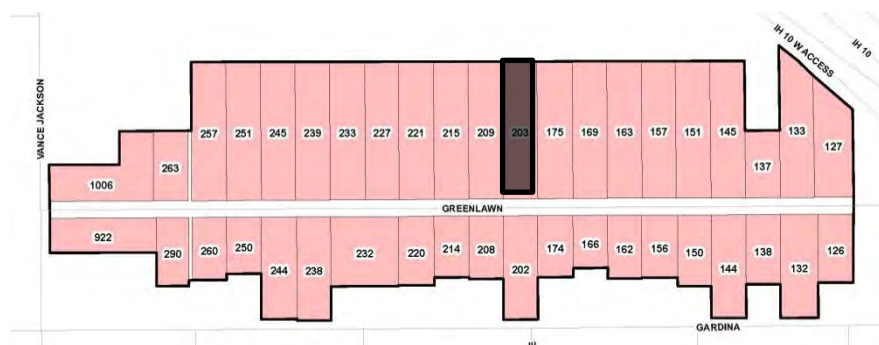 IH 10 W ACCESS
IH 10
VANCE JACKSON
257 251 245 239 233 227 221 215 209 203 175 169 163 157 151 145 133
127
263
137
1006
GREENLAWN
922
290 260 250 232 220 214 208 174 166 162 156 150 138 126
244 238 202 144 132
GARDINA